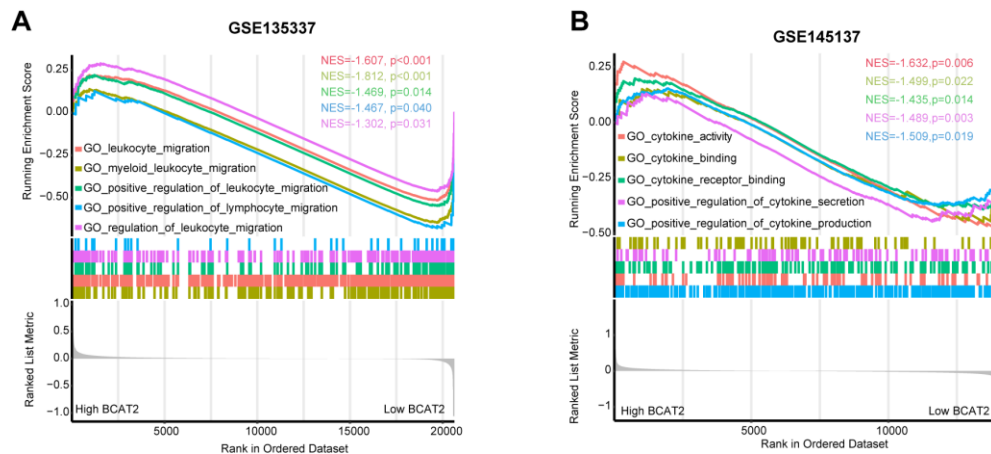 A
GSE135337
Running Enrichment Score
0.25
0.00
−0.25
−0.50
NES=-1.607, p<0.001
NES=-1.812, p<0.001
NES=-1.469, p=0.014
NES=-1.467, p=0.040
NES=-1.302, p=0.031
GO_leukocyte_migration
GO_myeloid_leukocyte_migration
GO_positive_regulation_of_leukocyte_migration
GO_positive_regulation_of_lymphocyte_migration
GO_regulation_of_leukocyte_migration
Ranked List Metric
1.0
0.5
0.0
−0.5
−1.0
High BCAT2
Low BCAT2
5000
10000
15000
20000
Rank in Ordered Dataset
B
GSE145137
Running Enrichment Score
0.25
0.00
−0.25
−0.50
NES=-1.632,p=0.006
NES=-1.499,p=0.022
NES=-1.435,p=0.014
NES=-1.489,p=0.003
NES=-1.509,p=0.019
GO_cytokine_activity
GO_cytokine_binding
GO_cytokine_receptor_binding
GO_positive_regulation_of_cytokine_secretion
GO_positive_regulation_of_cytokine_production
Ranked List Metric
1
0
−1
High BCAT2
Low BCAT2
5000
10000
Rank in Ordered Dataset